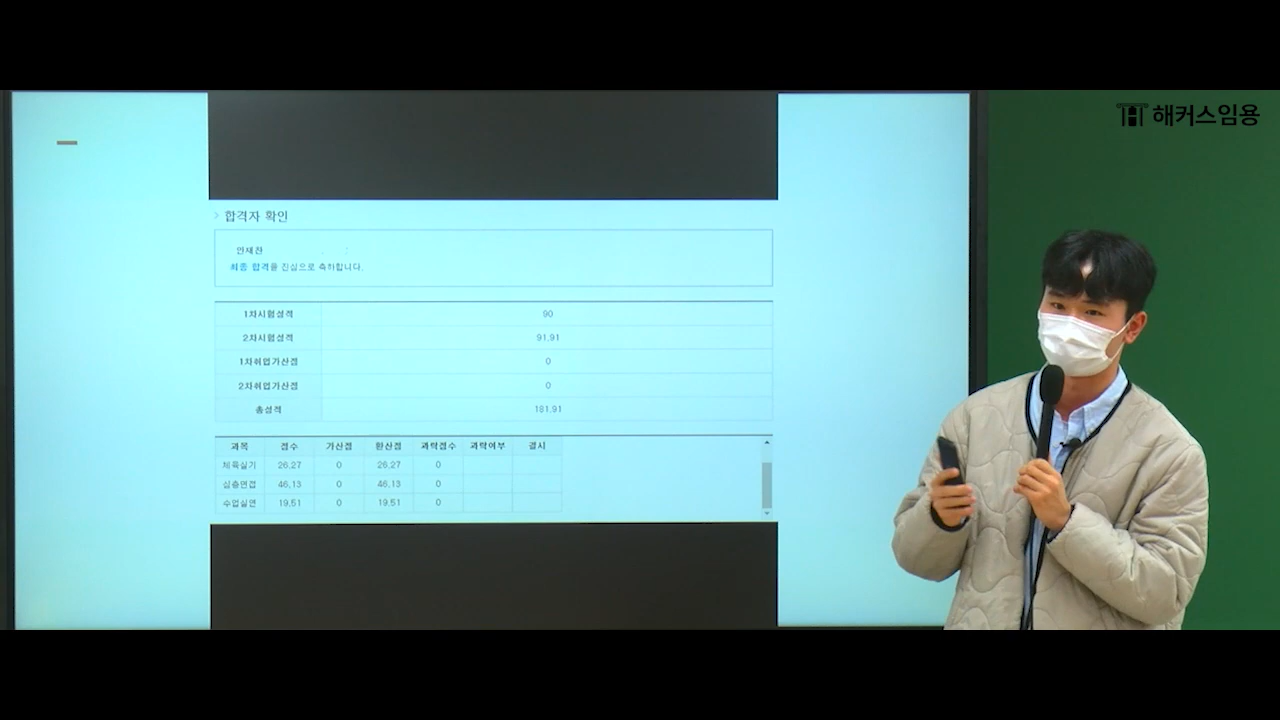 해커스임용
> 합격자 확인
안재찬 :
최종 합격을 진심으로 축하합니다.
1차시험성적 90
2차시험성적 91.91
1차취업가산점 0
2차취업가산점 0
총성적 181.91
과목 점수 가산점 환산점 과락점수 과락여부 결시
체육실기 26.27 0 26.27 0
심층면접 46.13 0 46.13 0
수업실연 19.51 0 19.51 0